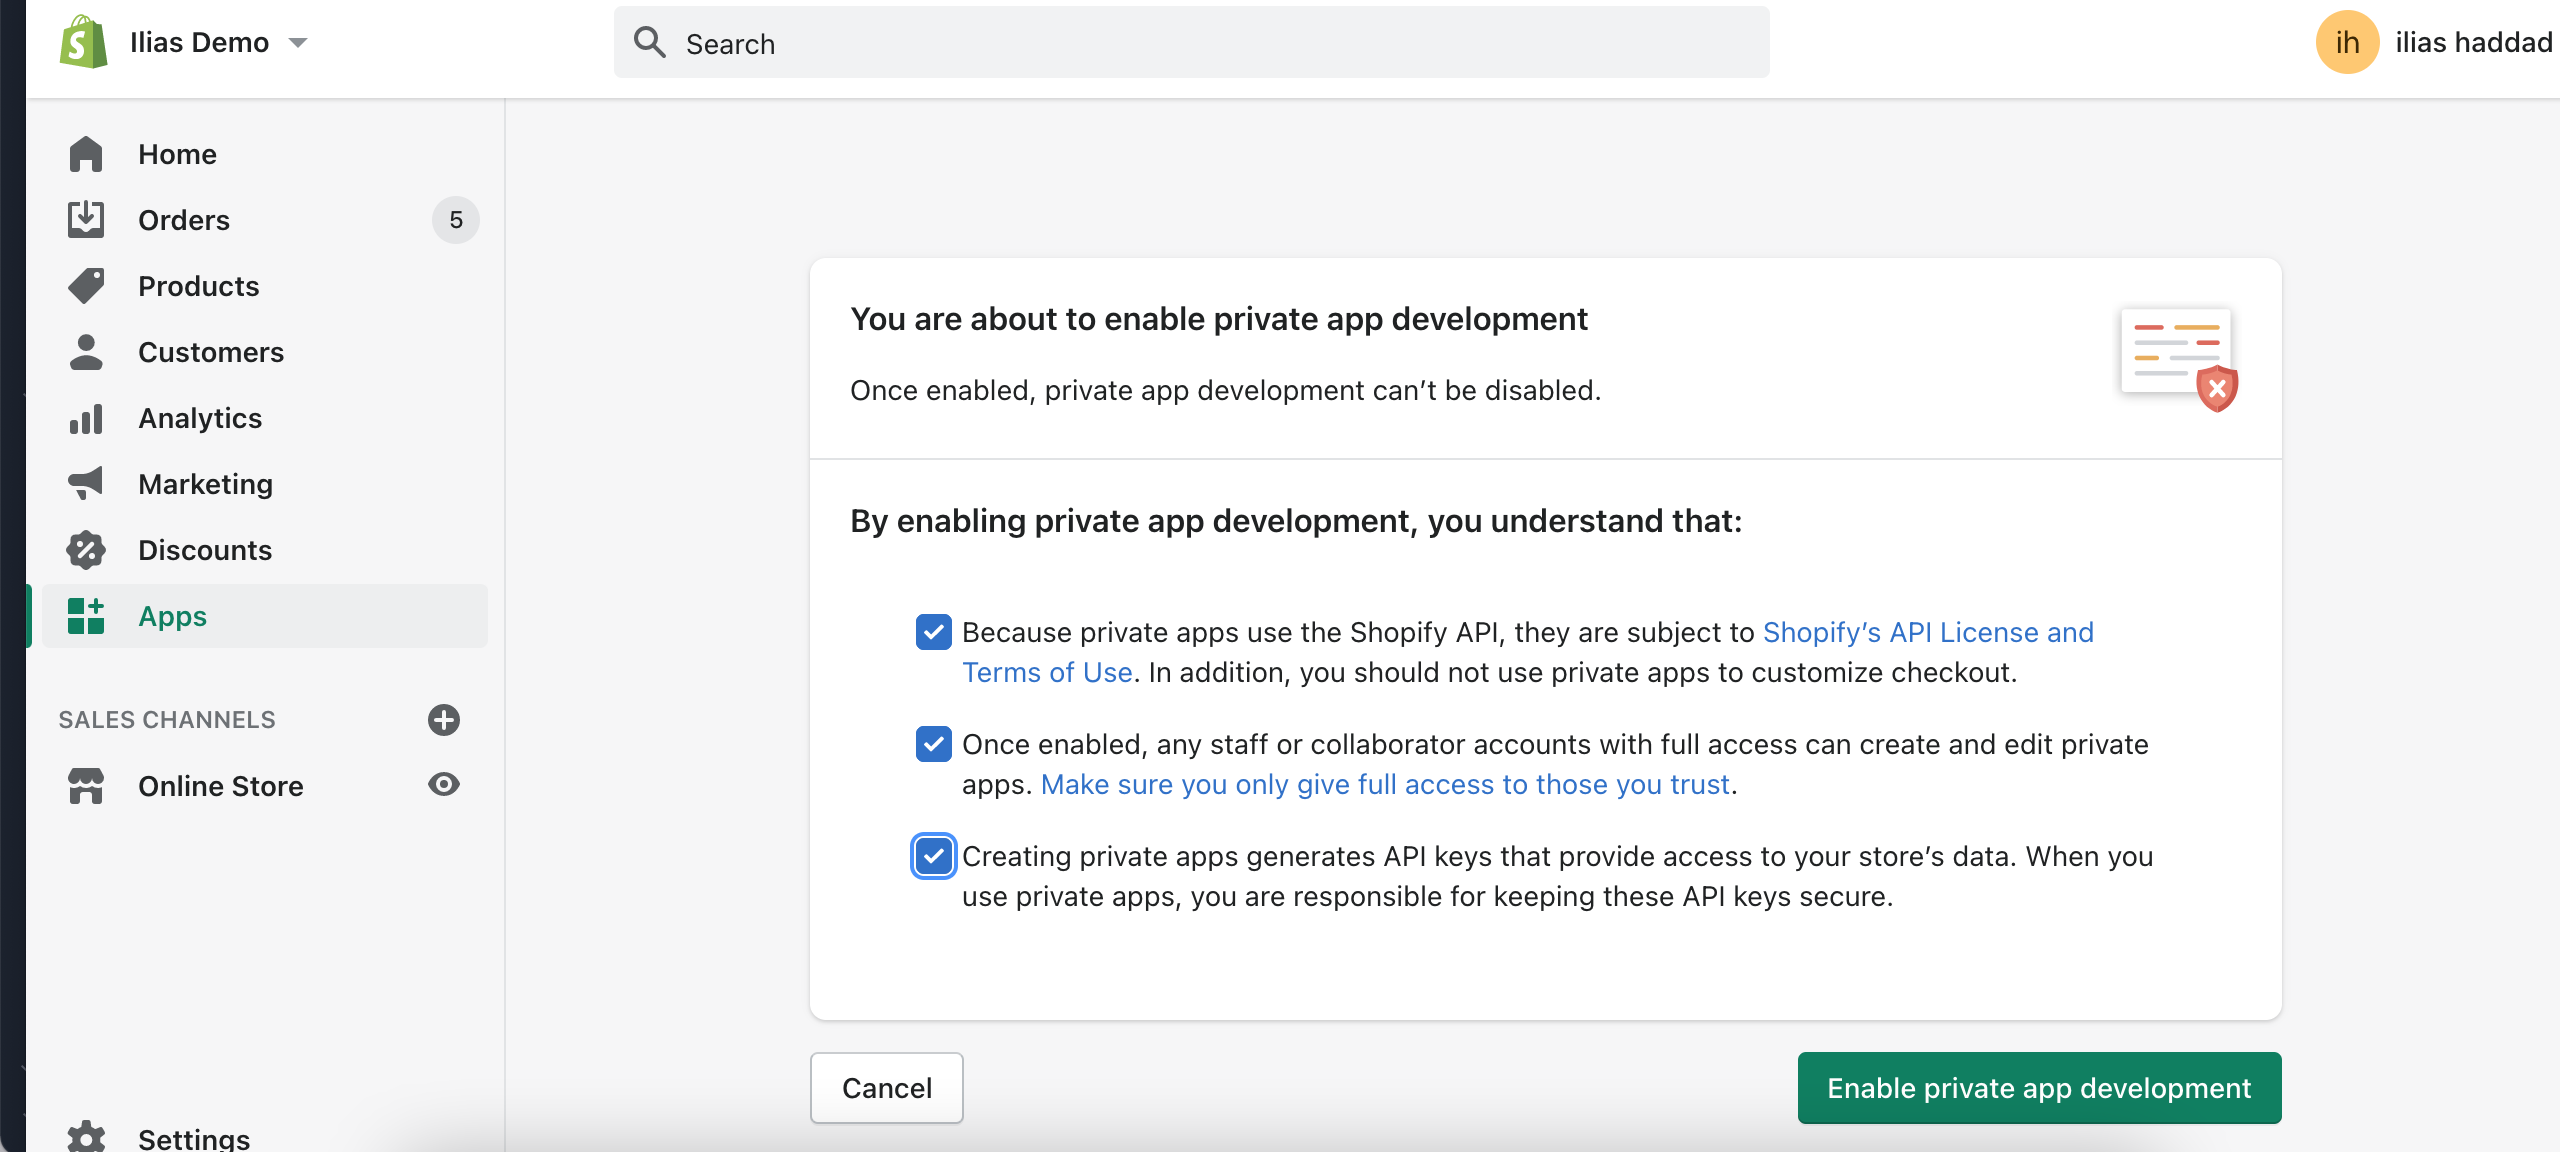 Ilias Demo
Search
ih
ilias haddad
Home
Orders
5
Products
Customers
Analytics
Marketing
Discounts
Apps
SALES CHANNELS
Online Store
Settings
You are about to enable private app development
Once enabled, private app development can’t be disabled.
By enabling private app development, you understand that:
Because private apps use the Shopify API, they are subject to Shopify’s API License and
Terms of Use. In addition, you should not use private apps to customize checkout.
Once enabled, any staff or collaborator accounts with full access can create and edit private
apps. Make sure you only give full access to those you trust.
Creating private apps generates API keys that provide access to your store’s data. When you
use private apps, you are responsible for keeping these API keys secure.
Cancel
Enable private app development